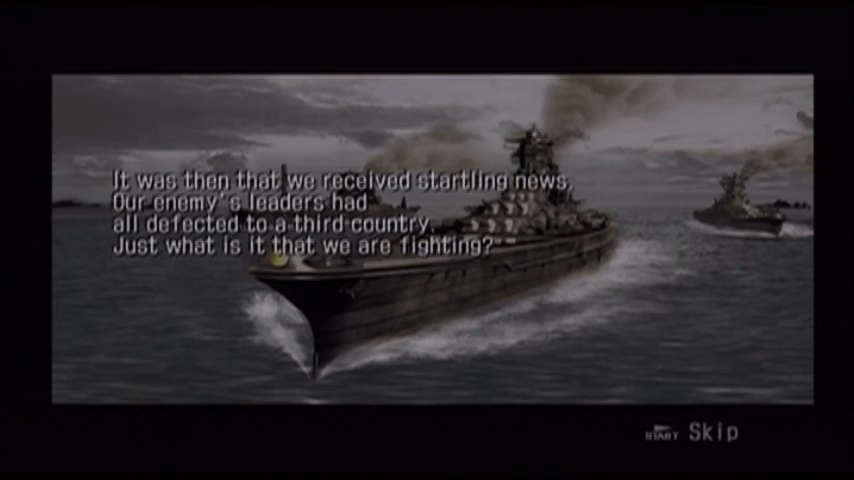 It was then that we received startling news.
Our enemy's leaders had
all defected to a third country.
Just what is it that we are fighting?
START Skip